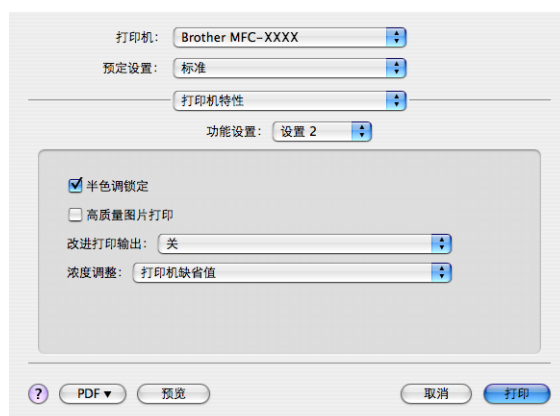 打印机: Brother MFC-XXXX
预定设置: 标准
打印机特性
功能设置: 设置 2
半色调锁定
高质量图片打印
改进打印输出: 关
浓度调整: 打印机缺省值
? PDF▼ 预览 取消 打印